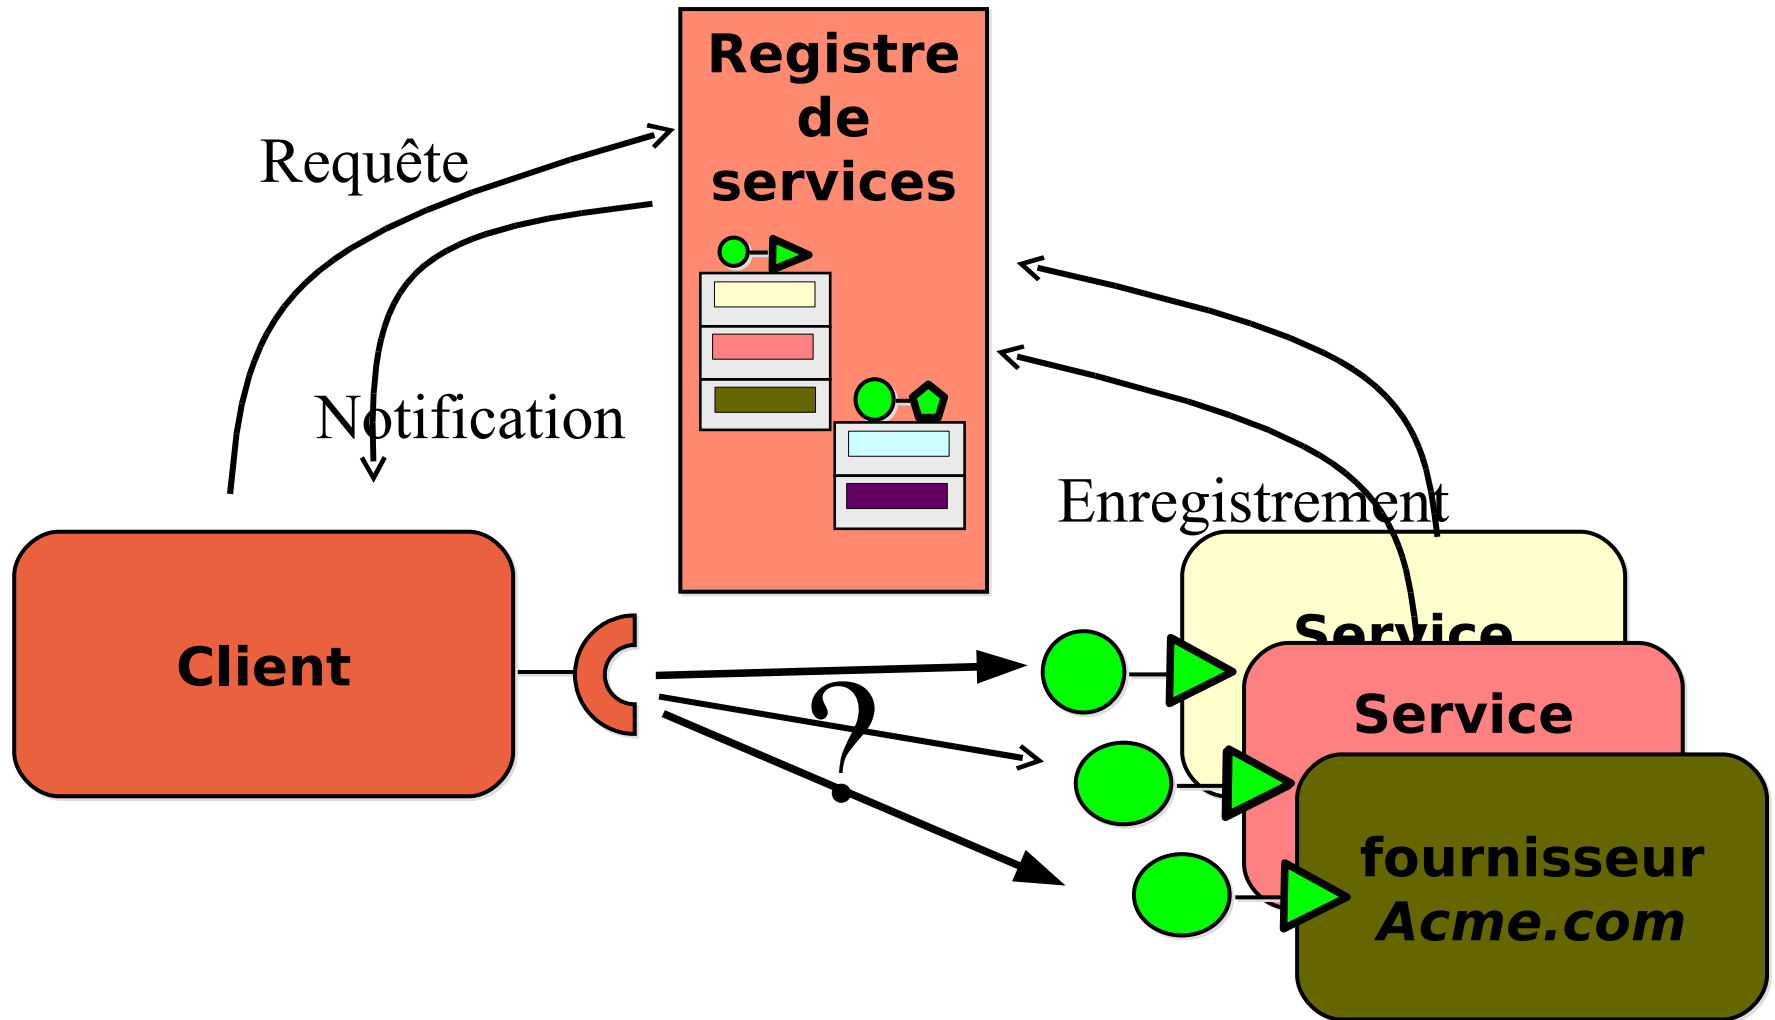 Registre
de
services
Requête
Notification
Enregistrement
Client
?
Service
Service
fournisseur
Acme.com